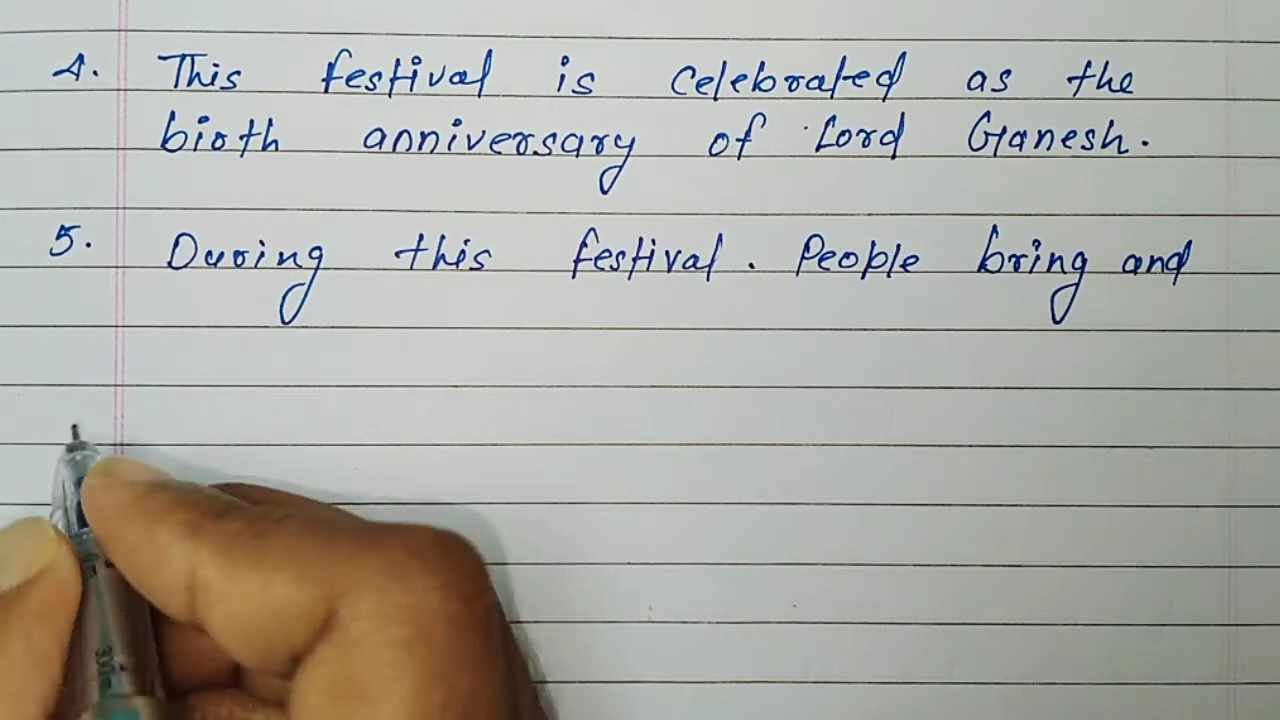 4. This festival is celebrated as the
birth anniversary of Lord Ganesh.
5. During this festival. People bring and